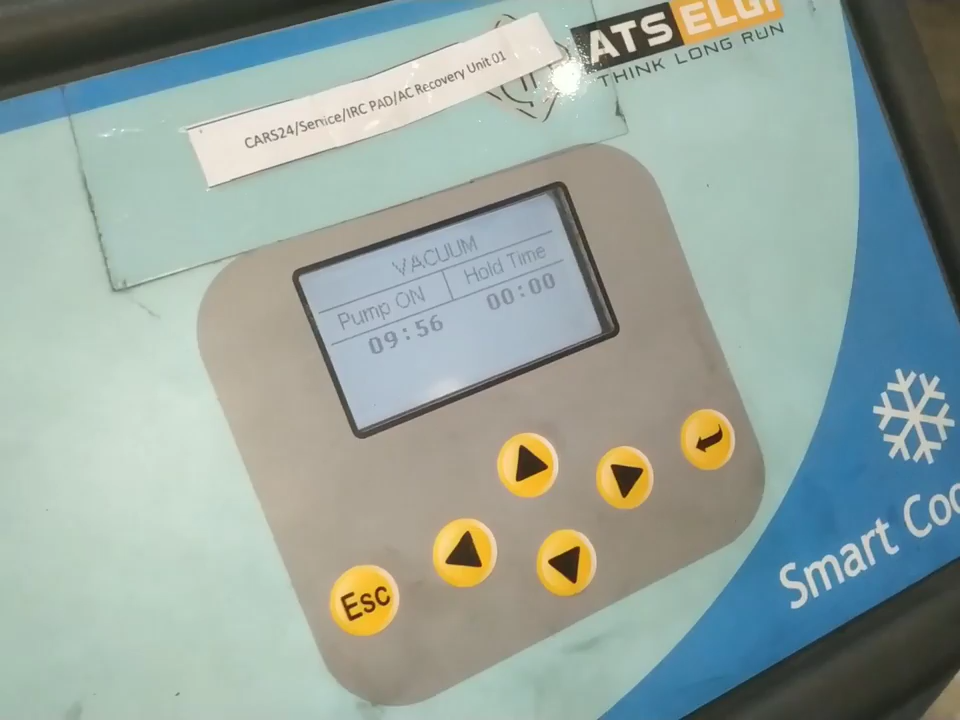 ATS ELGI
THINK LONG RUN
CARS24/Service/IRC PAD/AC Recovery Unit 01
VACUUM
Pump ON Hold Time
09:56 00:00
Esc
Smart